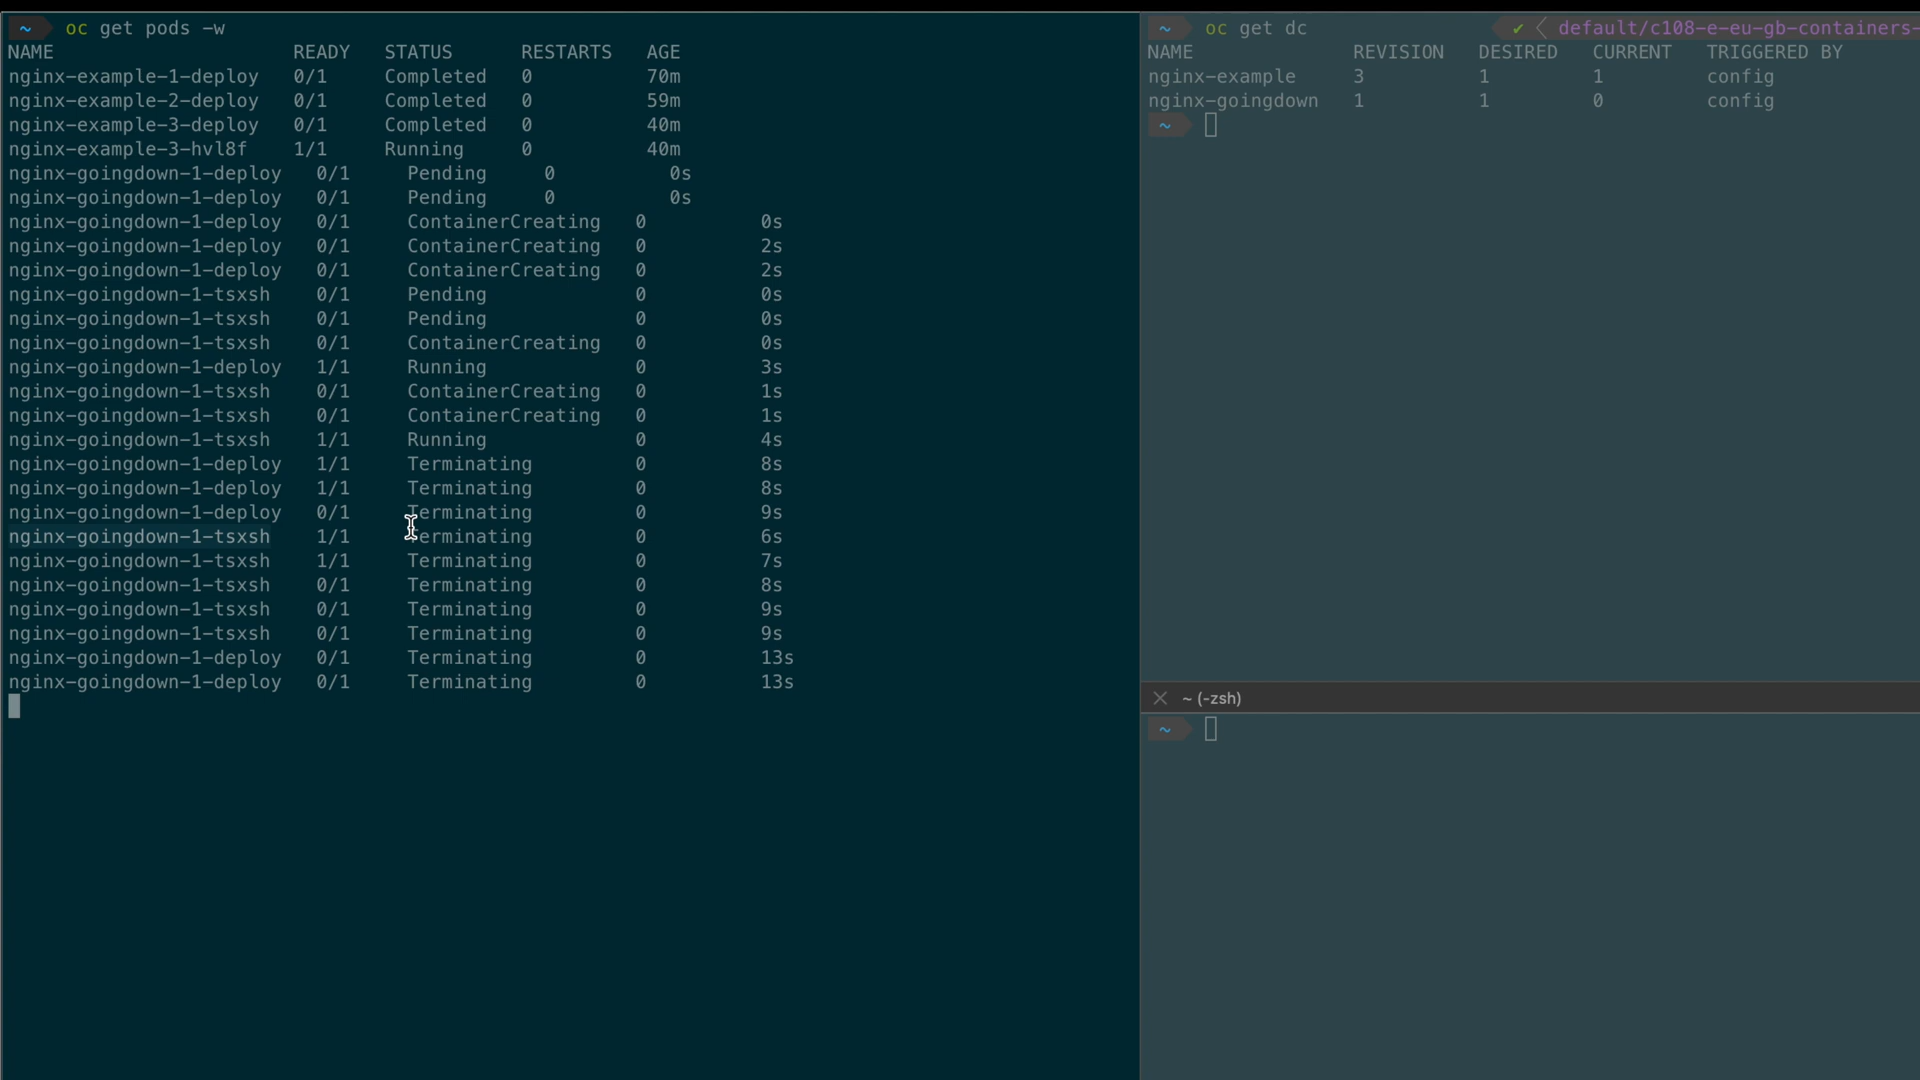 ~ oc get pods -w
NAME READY STATUS RESTARTS AGE
nginx-example-1-deploy 0/1 Completed 0 70m
nginx-example-2-deploy 0/1 Completed 0 59m
nginx-example-3-deploy 0/1 Completed 0 40m
nginx-example-3-hvl8f 1/1 Running 0 40m
nginx-goingdown-1-deploy 0/1 Pending 0 0s
nginx-goingdown-1-deploy 0/1 Pending 0 0s
nginx-goingdown-1-deploy 0/1 ContainerCreating 0 0s
nginx-goingdown-1-deploy 0/1 ContainerCreating 0 2s
nginx-goingdown-1-deploy 0/1 ContainerCreating 0 2s
nginx-goingdown-1-tsxsh 0/1 Pending 0 0s
nginx-goingdown-1-tsxsh 0/1 Pending 0 0s
nginx-goingdown-1-tsxsh 0/1 ContainerCreating 0 0s
nginx-goingdown-1-deploy 1/1 Running 0 3s
nginx-goingdown-1-tsxsh 0/1 ContainerCreating 0 1s
nginx-goingdown-1-tsxsh 0/1 ContainerCreating 0 1s
nginx-goingdown-1-tsxsh 1/1 Running 0 4s
nginx-goingdown-1-deploy 1/1 Terminating 0 8s
nginx-goingdown-1-deploy 1/1 Terminating 0 8s
nginx-goingdown-1-deploy 0/1 Terminating 0 9s
nginx-goingdown-1-tsxsh 1/1 Terminating 0 6s
nginx-goingdown-1-tsxsh 1/1 Terminating 0 7s
nginx-goingdown-1-tsxsh 0/1 Terminating 0 8s
nginx-goingdown-1-tsxsh 0/1 Terminating 0 9s
nginx-goingdown-1-tsxsh 0/1 Terminating 0 9s
nginx-goingdown-1-deploy 0/1 Terminating 0 13s
nginx-goingdown-1-deploy 0/1 Terminating 0 13s
~ oc get dc ✔ default/c108-e-eu-gb-containers-
NAME REVISION DESIRED CURRENT TRIGGERED BY
nginx-example 3 1 1 config
nginx-goingdown 1 1 0 config
~
~ (-zsh)
~